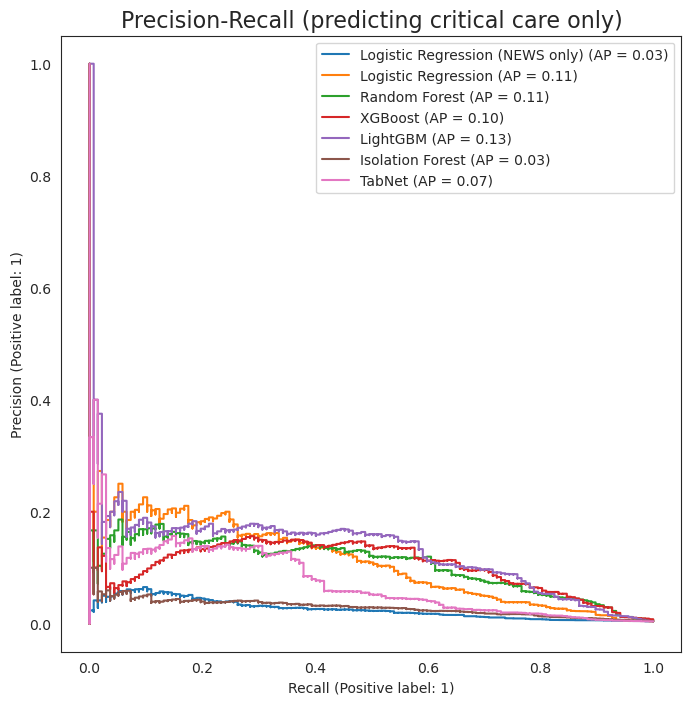 Precision-Recall (predicting critical care only)
Logistic Regression (NEWS only) (AP = 0.03)
Logistic Regression (AP = 0.11)
Random Forest (AP = 0.11)
XGBoost (AP = 0.10)
LightGBM (AP = 0.13)
Isolation Forest (AP = 0.03)
TabNet (AP = 0.07)
Precision (Positive label: 1)
1.0
0.8
0.6
0.4
0.2
0.0
0.0 0.2 0.4 0.6 0.8 1.0
Recall (Positive label: 1)